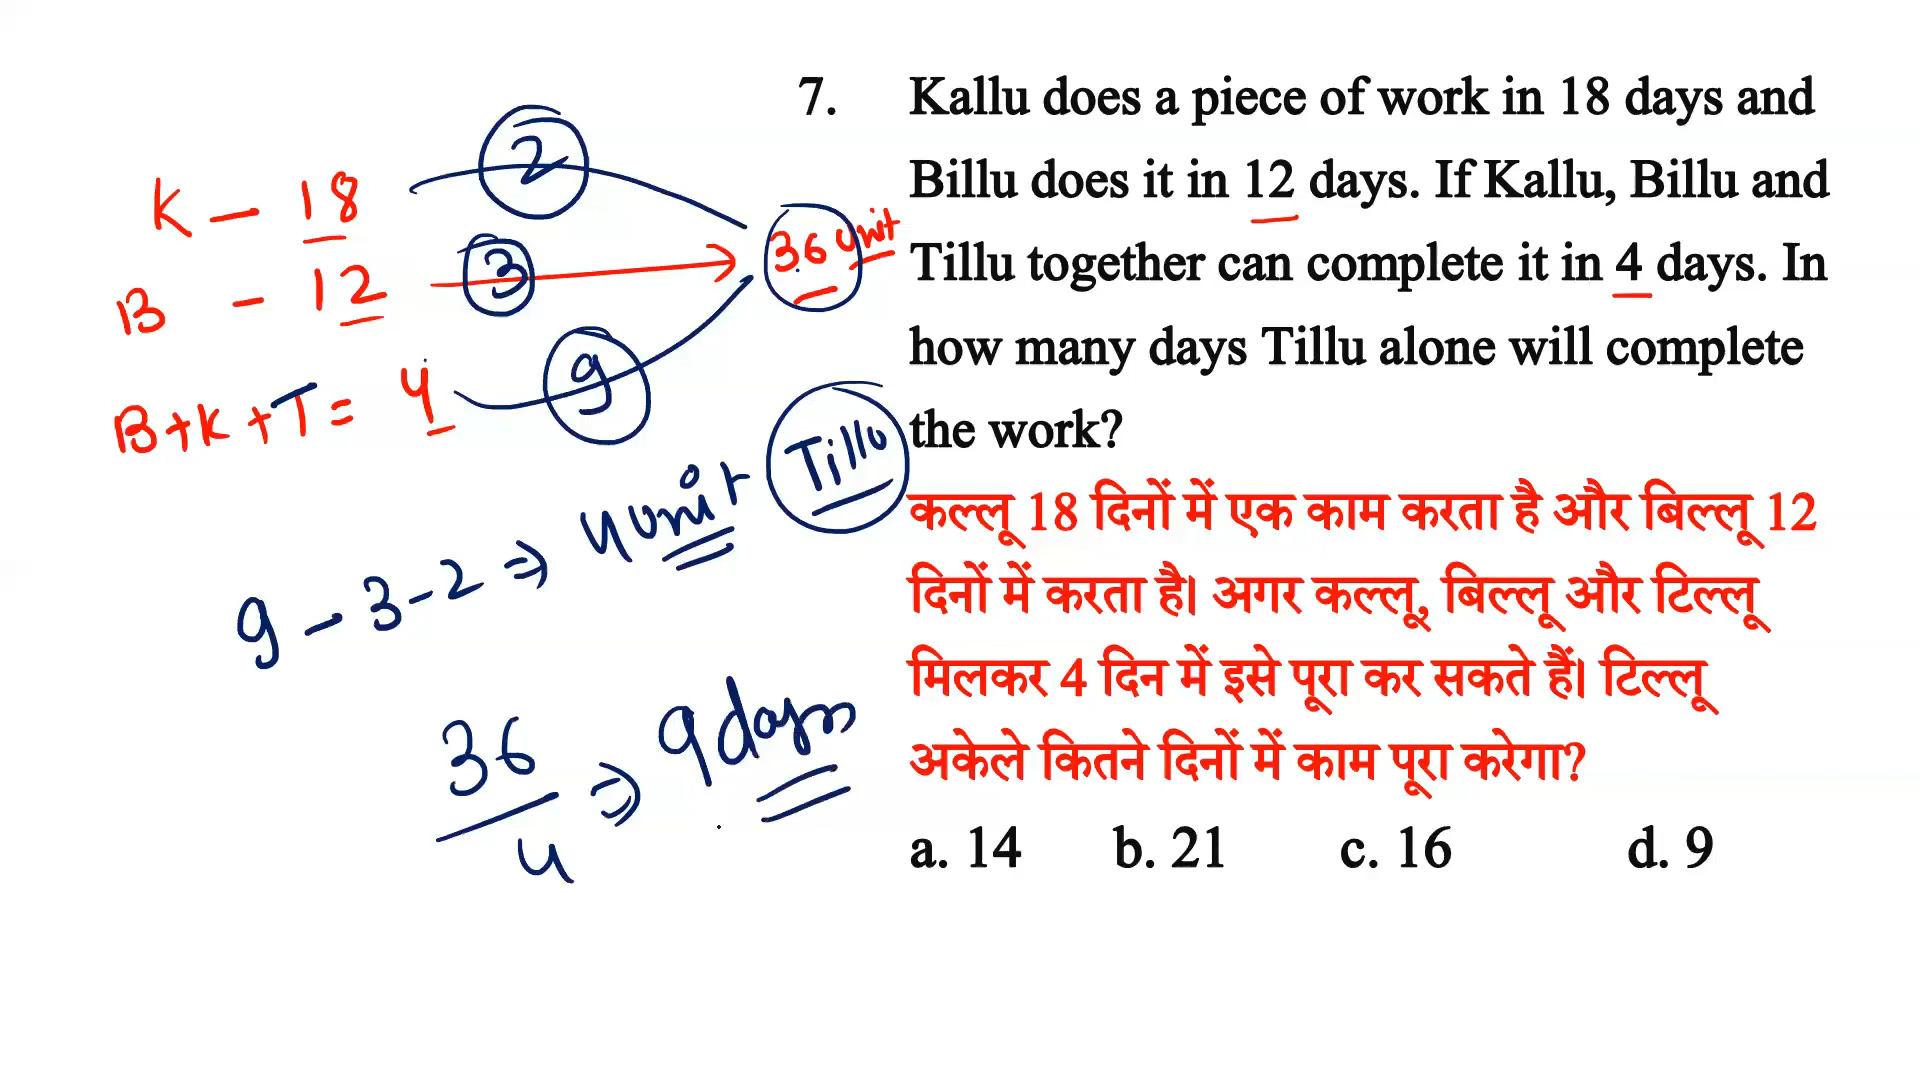 7. Kallu does a piece of work in 18 days and
Billu does it in 12 days. If Kallu, Billu and
Tillu together can complete it in 4 days. In
how many days Tillu alone will complete
the work?
कल्लू 18 दिनों में एक काम करता है और बिल्लू 12
दिनों में करता है। अगर कल्लू, बिल्लू और टिल्लू
मिलकर 4 दिन में इसे पूरा कर सकते हैं। टिल्लू
अकेले कितने दिनों में काम पूरा करेगा?
a. 14 b. 21 c. 16 d. 9
K - 18 2
B - 12 3 36 unit
B+K+T = 4 9
9 - 3 - 2 ⇒ 4 unit Tillu
36/4 ⇒ 9 days